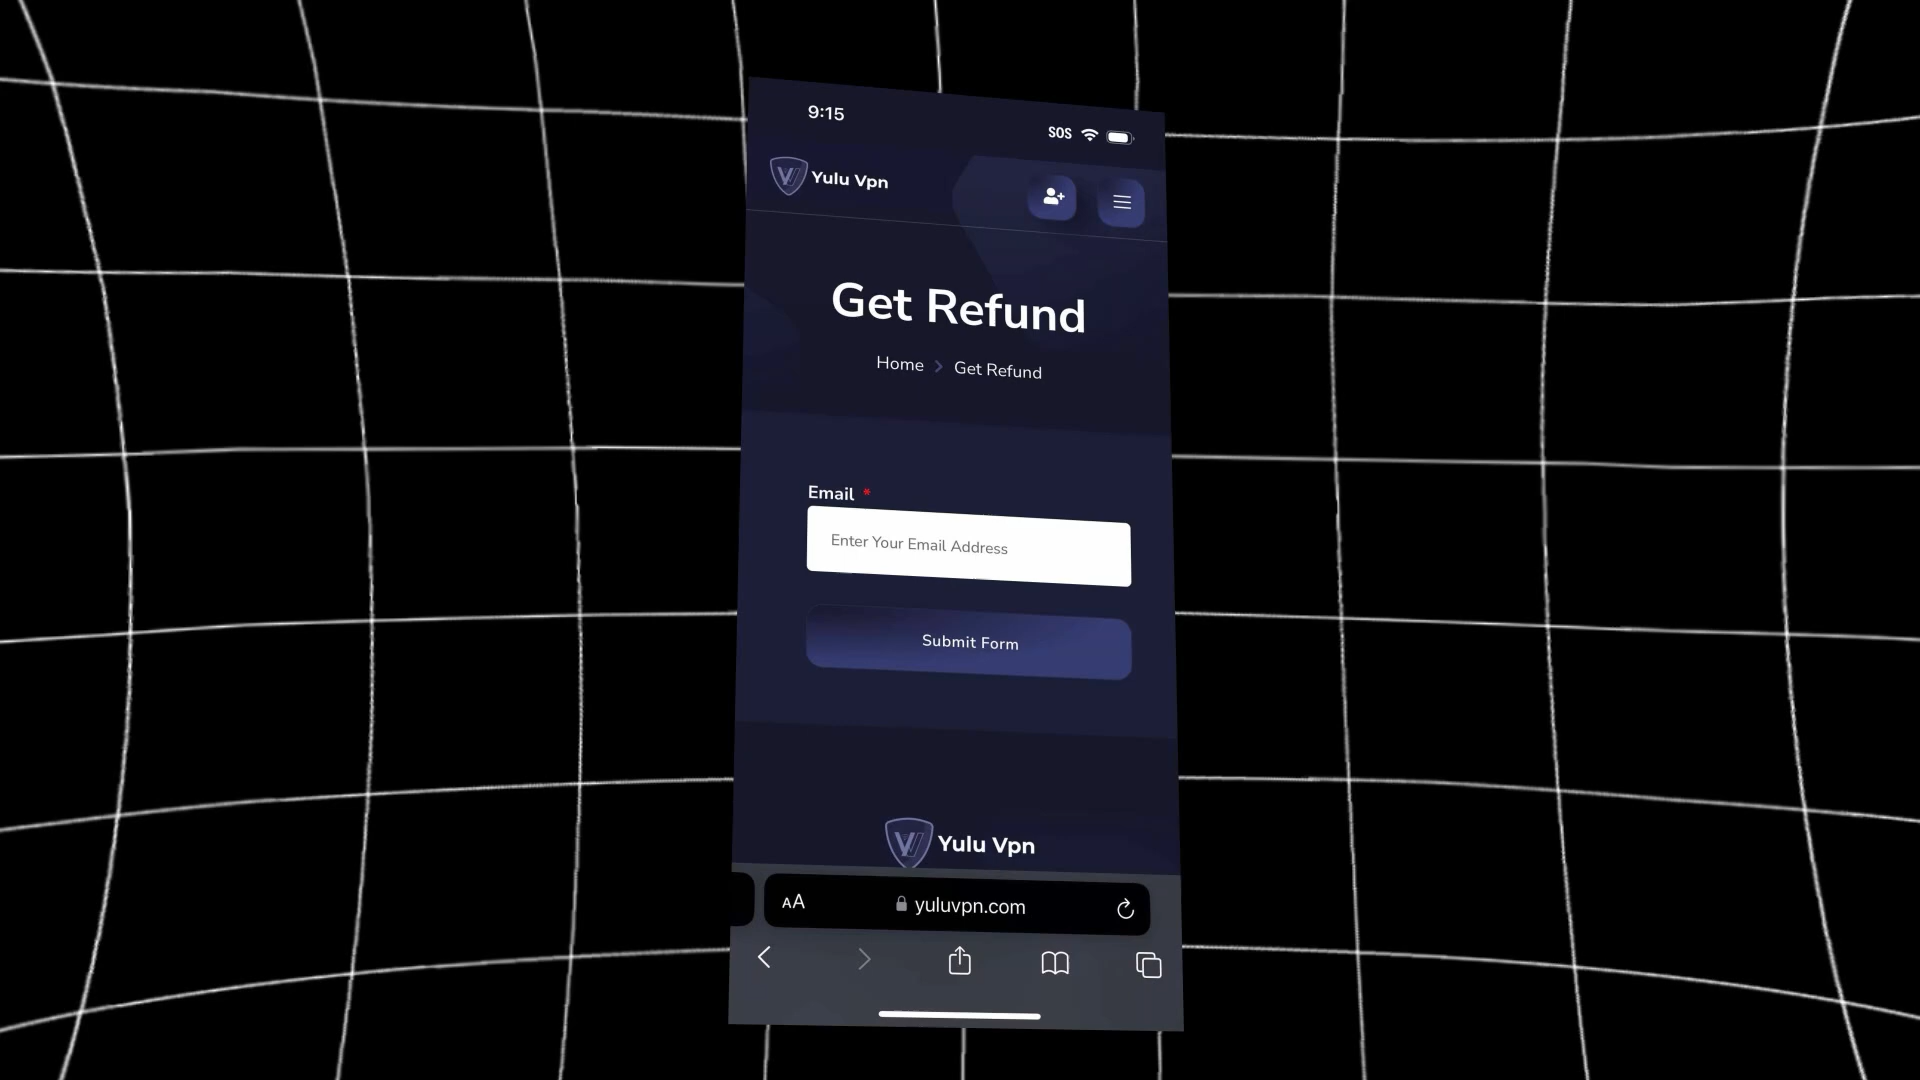 9:15
SOS
Yulu Vpn
Get Refund
Home > Get Refund
Email *
Enter Your Email Address
Submit Form
Yulu Vpn
AA yuluvpn.com